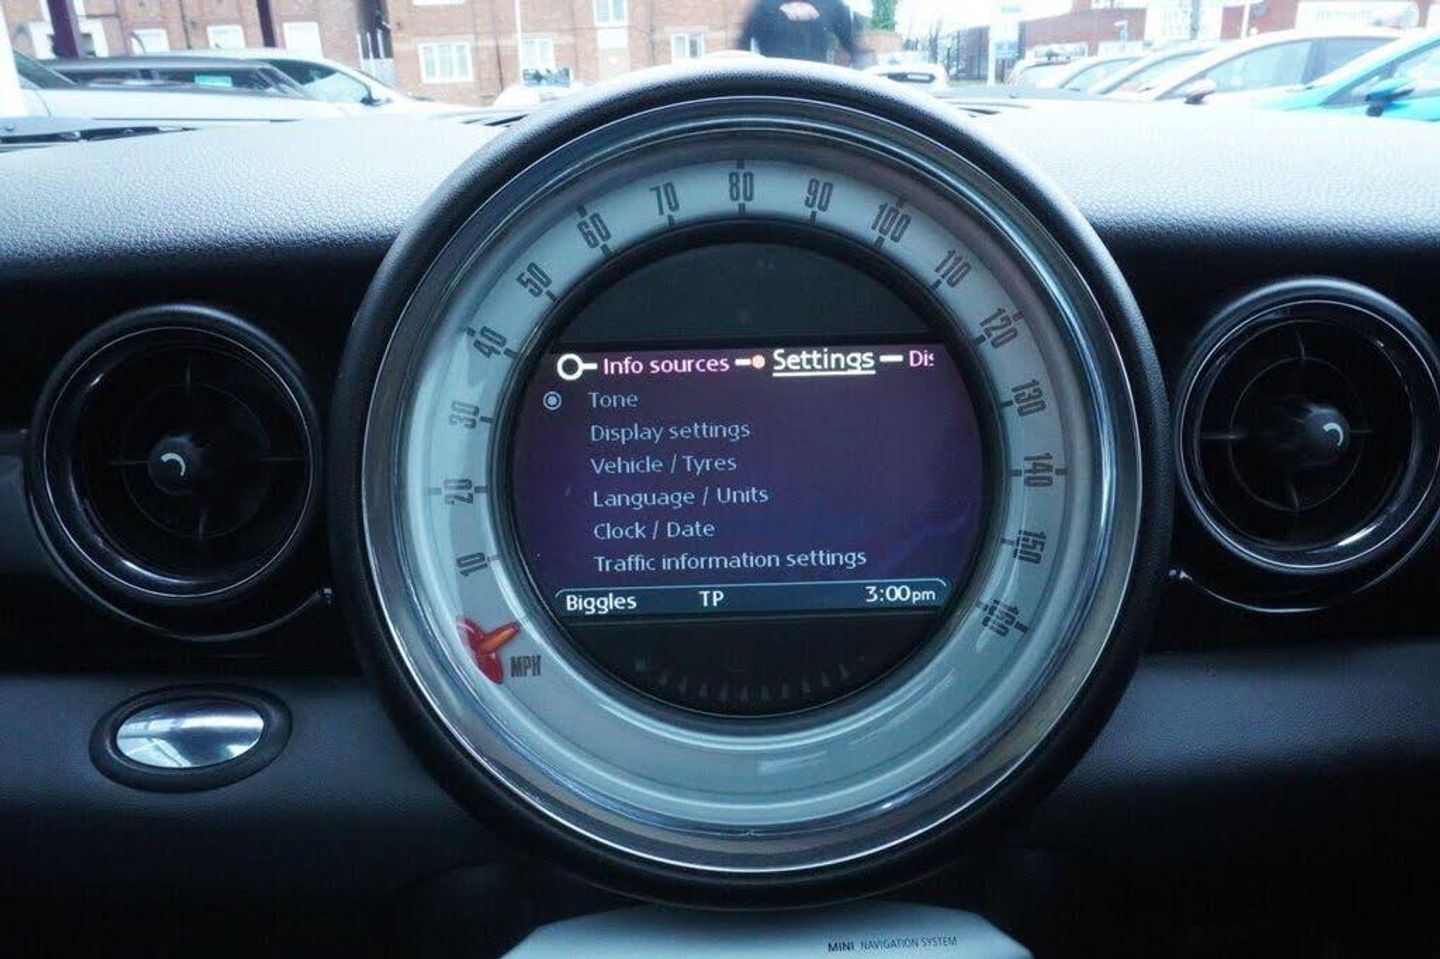 10
20
30
40
50
60
70
80
90
100
110
120
130
140
150
160
MPH
Info sources Settings Dis
Tone
Display settings
Vehicle / Tyres
Language / Units
Clock / Date
Traffic information settings
Biggles TP 3:00pm
MINI NAVIGATION SYSTEM